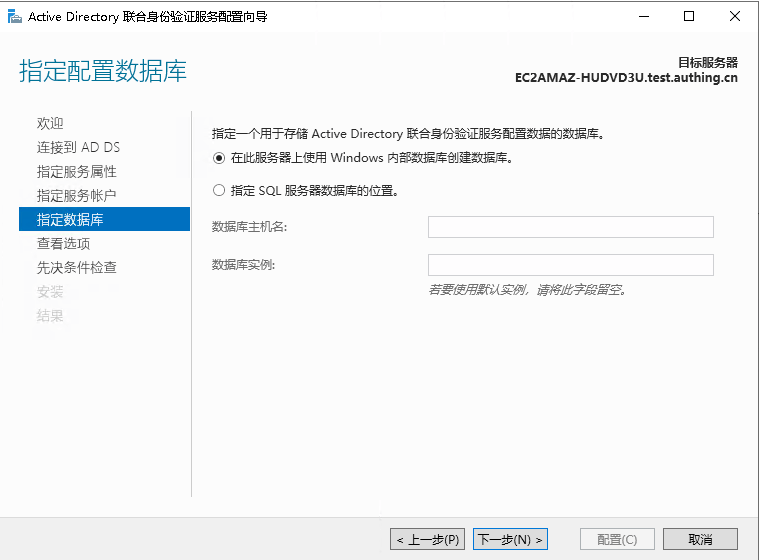 Active Directory 联合身份验证服务配置向导
指定配置数据库
目标服务器
EC2AMAZ-HUDVD3U.test.authing.cn
欢迎
连接到 AD DS
指定服务属性
指定服务帐户
指定数据库
查看选项
先决条件检查
安装
结果
指定一个用于存储 Active Directory 联合身份验证服务配置数据的数据库。
在此服务器上使用 Windows 内部数据库创建数据库。
指定 SQL 服务器数据库的位置。
数据库主机名:
数据库实例:
若要使用默认实例，请将此字段留空。
< 上一步(P)
下一步(N) >
配置(C)
取消